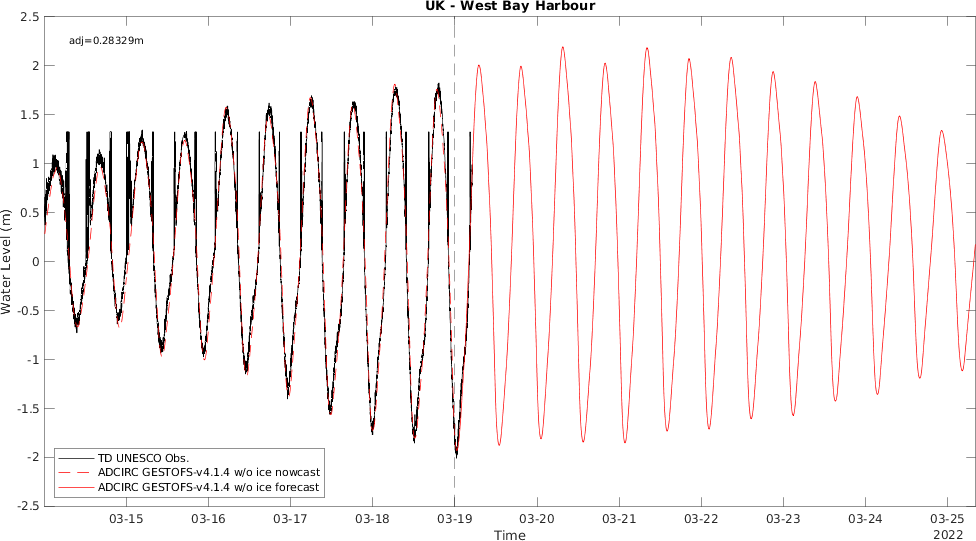 UK - West Bay Harbour
adj=0.28329m
2.5
2
1.5
1
0.5
0
-0.5
-1
-1.5
-2
-2.5
Water Level (m)
TD UNESCO Obs.
ADCIRC GESTOFS-v4.1.4 w/o ice nowcast
ADCIRC GESTOFS-v4.1.4 w/o ice forecast
03-15 03-16 03-17 03-18 03-19 03-20 03-21 03-22 03-23 03-24 03-25
Time
2022